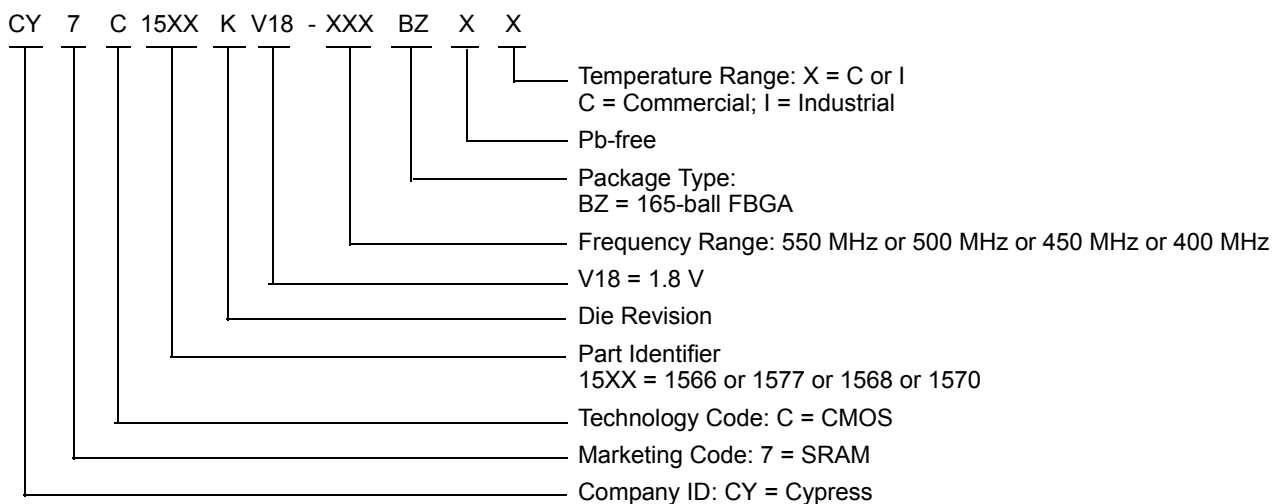 CY 7 C 15XX K V18 - XXX BZ X X
Temperature Range: X = C or I
C = Commercial; I = Industrial
Pb-free
Package Type:
BZ = 165-ball FBGA
Frequency Range: 550 MHz or 500 MHz or 450 MHz or 400 MHz
V18 = 1.8 V
Die Revision
Part Identifier
15XX = 1566 or 1577 or 1568 or 1570
Technology Code: C = CMOS
Marketing Code: 7 = SRAM
Company ID: CY = Cypress